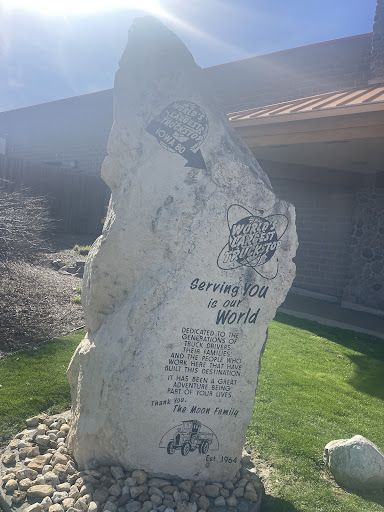 WORLD'S
LARGEST
TRUCKSTOP
IOWA 80
THE
WORLD'S
LARGEST
TRUCKSTOP
Serving You
is our
World
DEDICATED TO THE
GENERATIONS OF
TRUCK DRIVERS,
THEIR FAMILIES,
AND THE PEOPLE WHO
WORK HERE THAT HAVE
BUILT THIS DESTINATION.
IT HAS BEEN A GREAT
ADVENTURE BEING
PART OF YOUR LIVES.
Thank You,
The Moon Family
Est. 1964